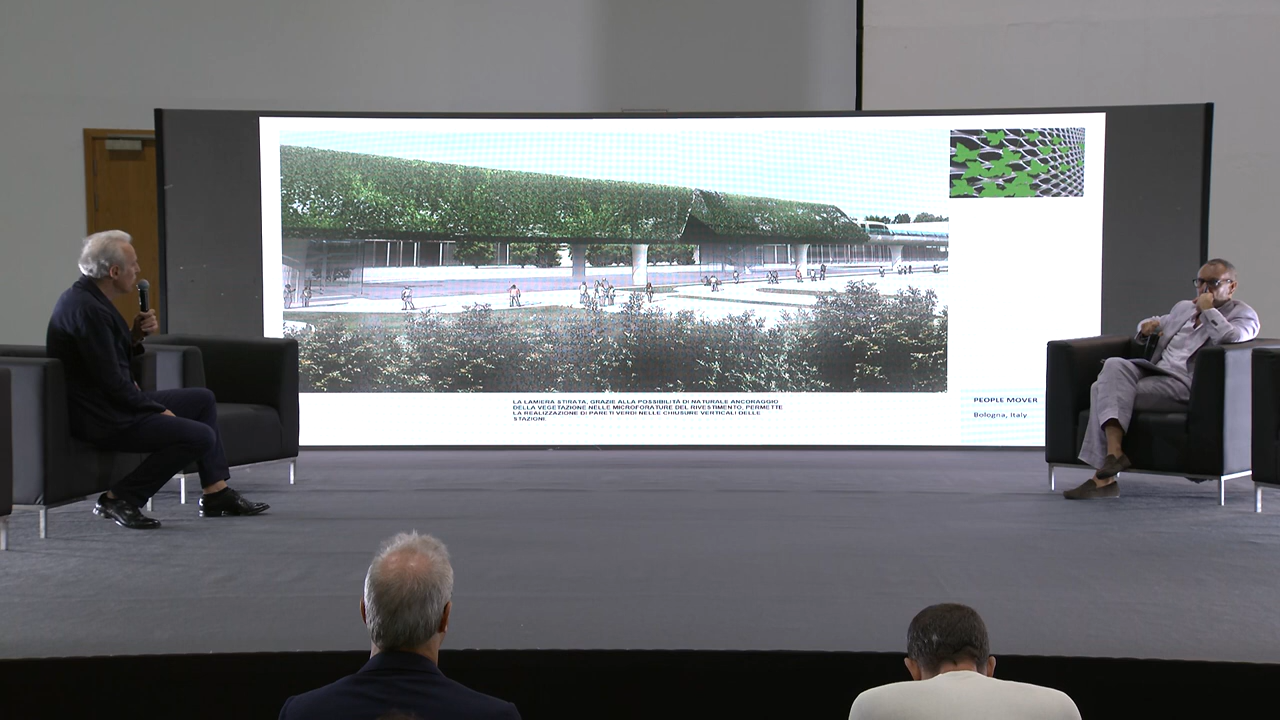 LA LAMIERA STIRATA, GRAZIE ALLA POSSIBILITÀ DI NATURALE ANCORAGGIO
DELLA VEGETAZIONE NELLE MICROFORATURE DEL RIVESTIMENTO, PERMETTE
LA REALIZZAZIONE DI PARETI VERDI NELLE CHIUSURE VERTICALI DELLE
STAZIONI.
PEOPLE MOVER
Bologna, Italy